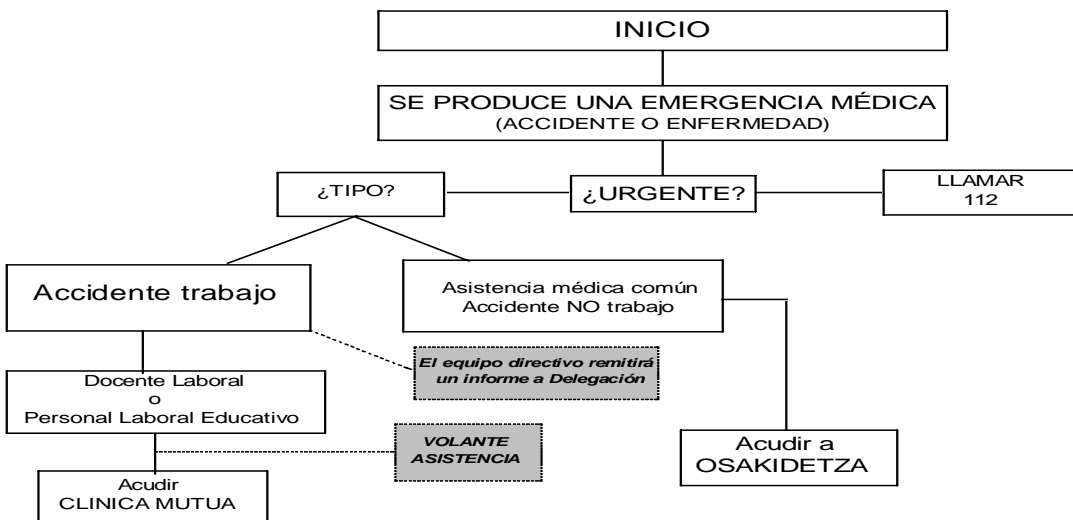 INICIO
SE PRODUCE UNA EMERGENCIA MÉDICA
(ACCIDENTE O ENFERMEDAD)
¿TIPO?
¿URGENTE?
LLAMAR
112
Accidente trabajo
Asistencia médica común
Accidente NO trabajo
El equipo directivo remitirá
un informe a Delegación
Docente Laboral
o
Personal Laboral Educativo
VOLANTE
ASISTENCIA
Acudir a
OSAKIDETZA
Acudir
CLINICA MUTUA